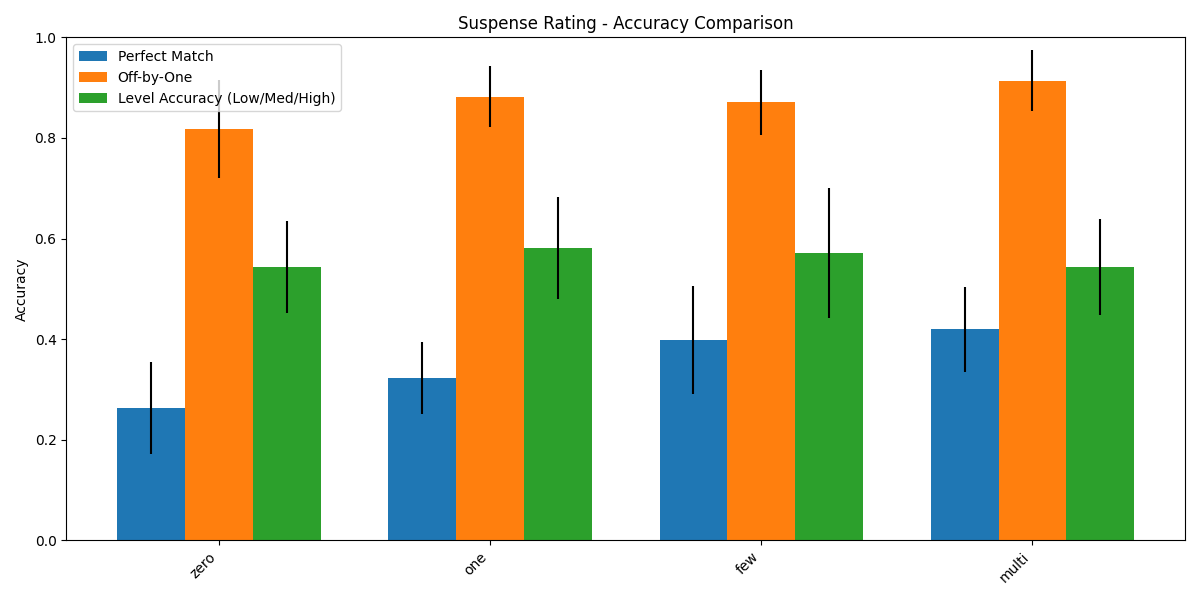 Suspense Rating - Accuracy Comparison
Perfect Match
Off-by-One
Level Accuracy (Low/Med/High)
Accuracy
1.0
0.8
0.6
0.4
0.2
0.0
zero
one
few
multi